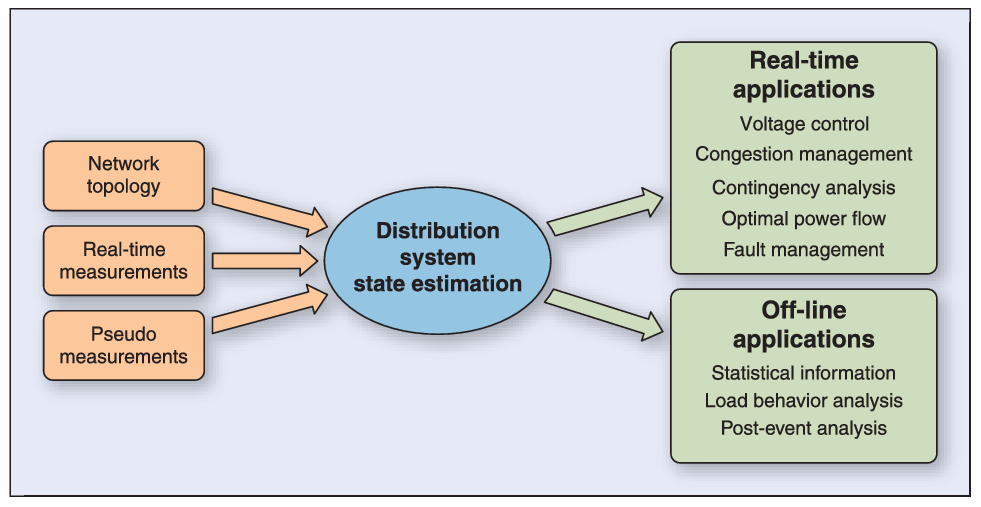 Network
topology
Real-time
measurements
Pseudo
measurements
Distribution
system
state estimation
Real-time
applications
Voltage control
Congestion management
Contingency analysis
Optimal power flow
Fault management
Off-line
applications
Statistical information
Load behavior analysis
Post-event analysis